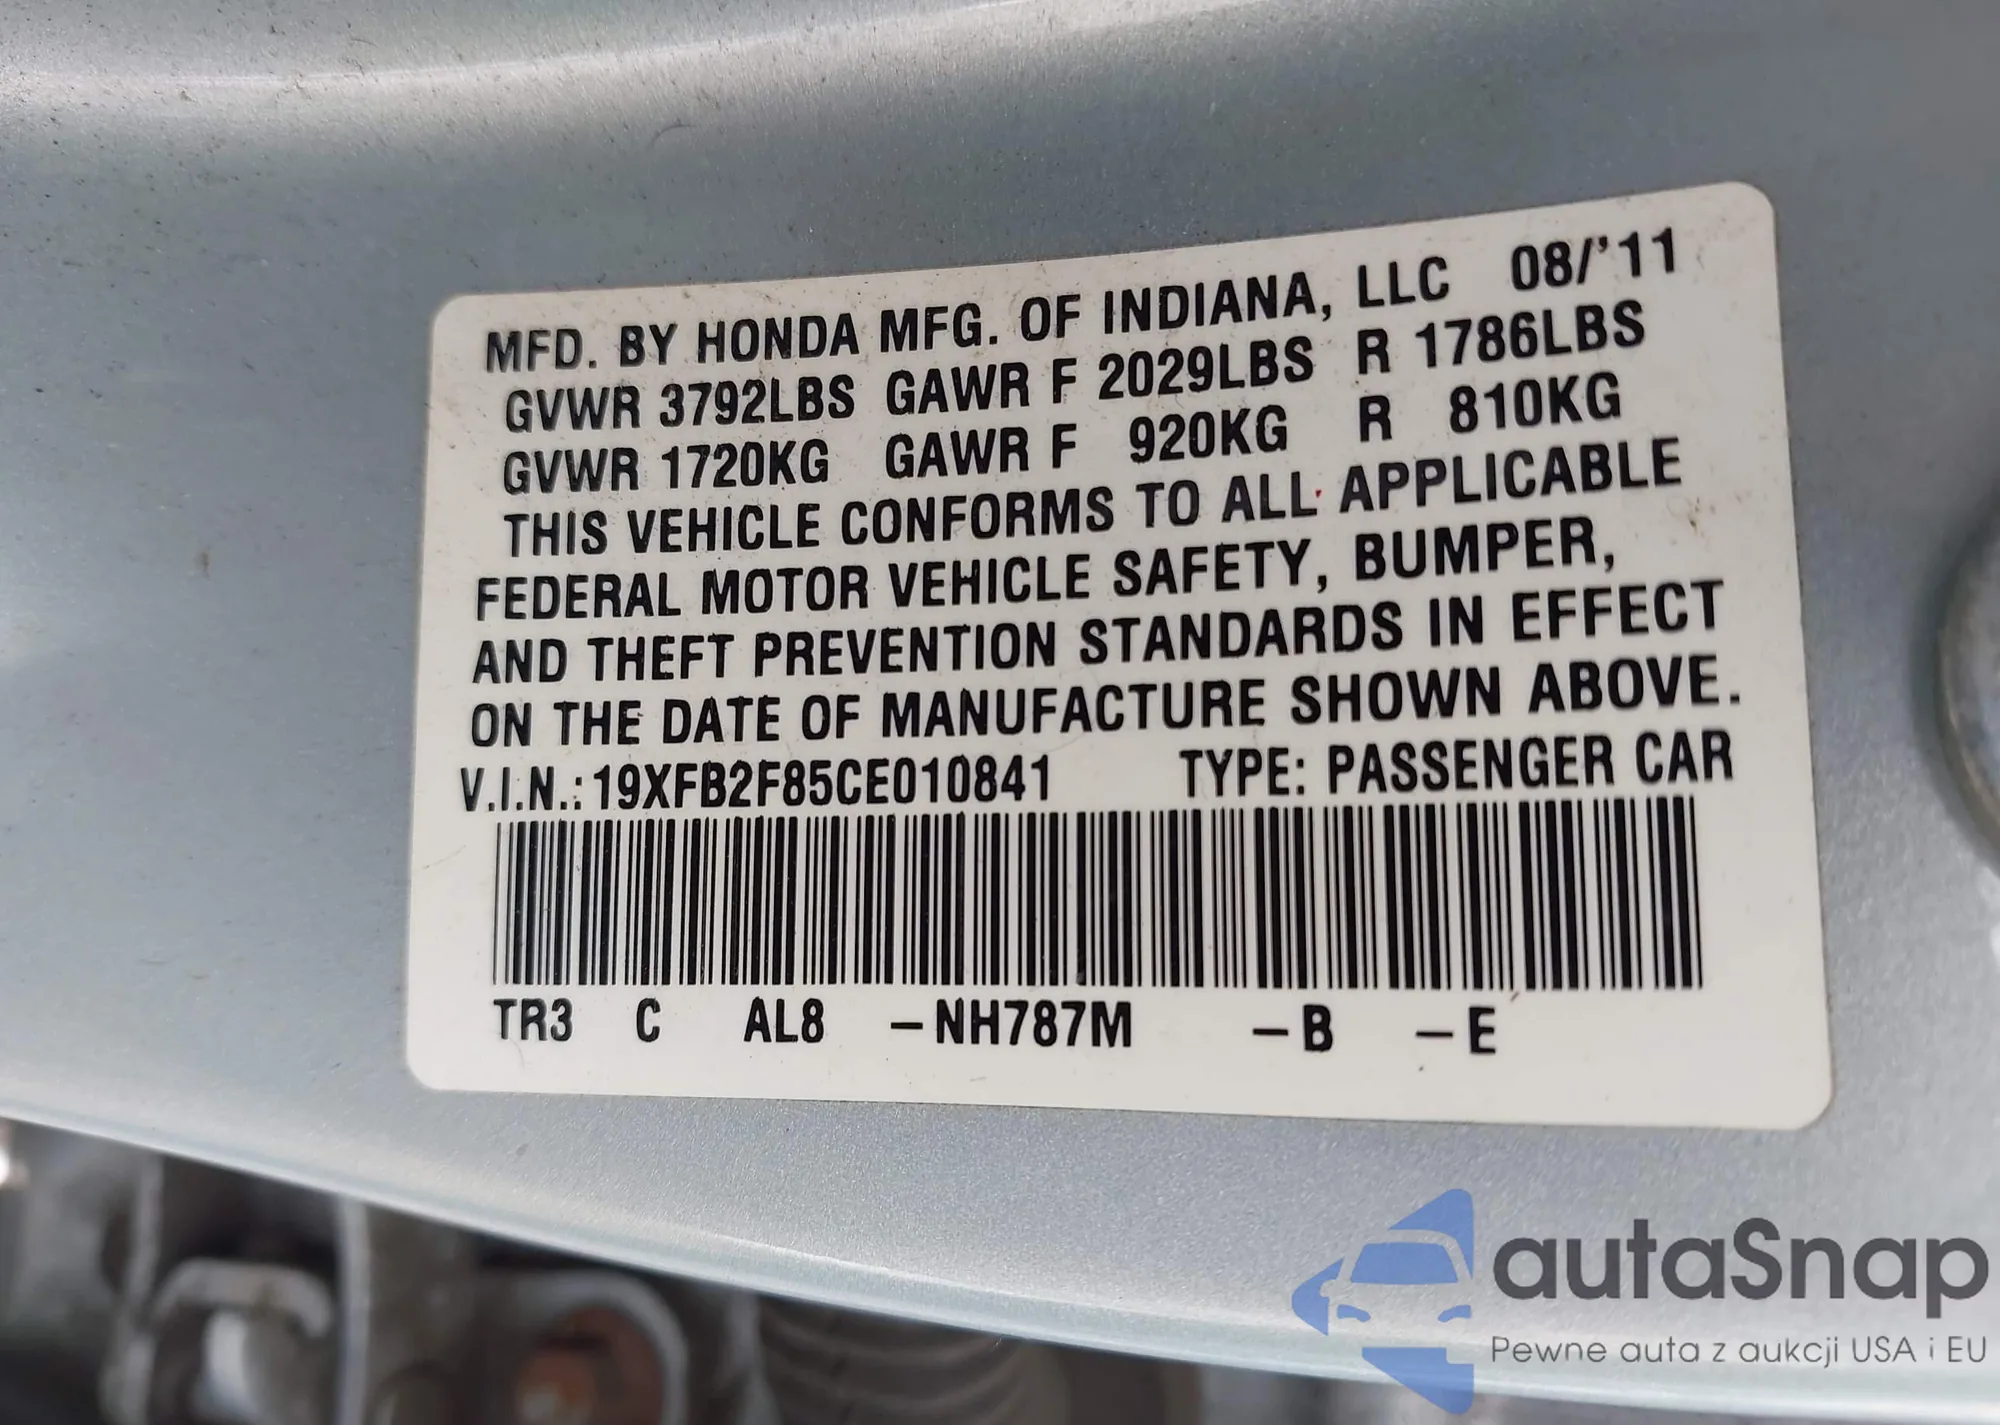 MFD. BY HONDA MFG. OF INDIANA, LLC 08/'11
GVWR 3792LBS GAWR F 2029LBS R 1786LBS
GVWR 1720KG GAWR F 920KG R 810KG
THIS VEHICLE CONFORMS TO ALL APPLICABLE
FEDERAL MOTOR VEHICLE SAFETY, BUMPER,
AND THEFT PREVENTION STANDARDS IN EFFECT
ON THE DATE OF MANUFACTURE SHOWN ABOVE.
V.I.N.: 19XFB2F85CE010841 TYPE: PASSENGER CAR
TR3 C AL8 –NH787M –B –E
autaSnap
Pewne auta z aukcji USA i EU